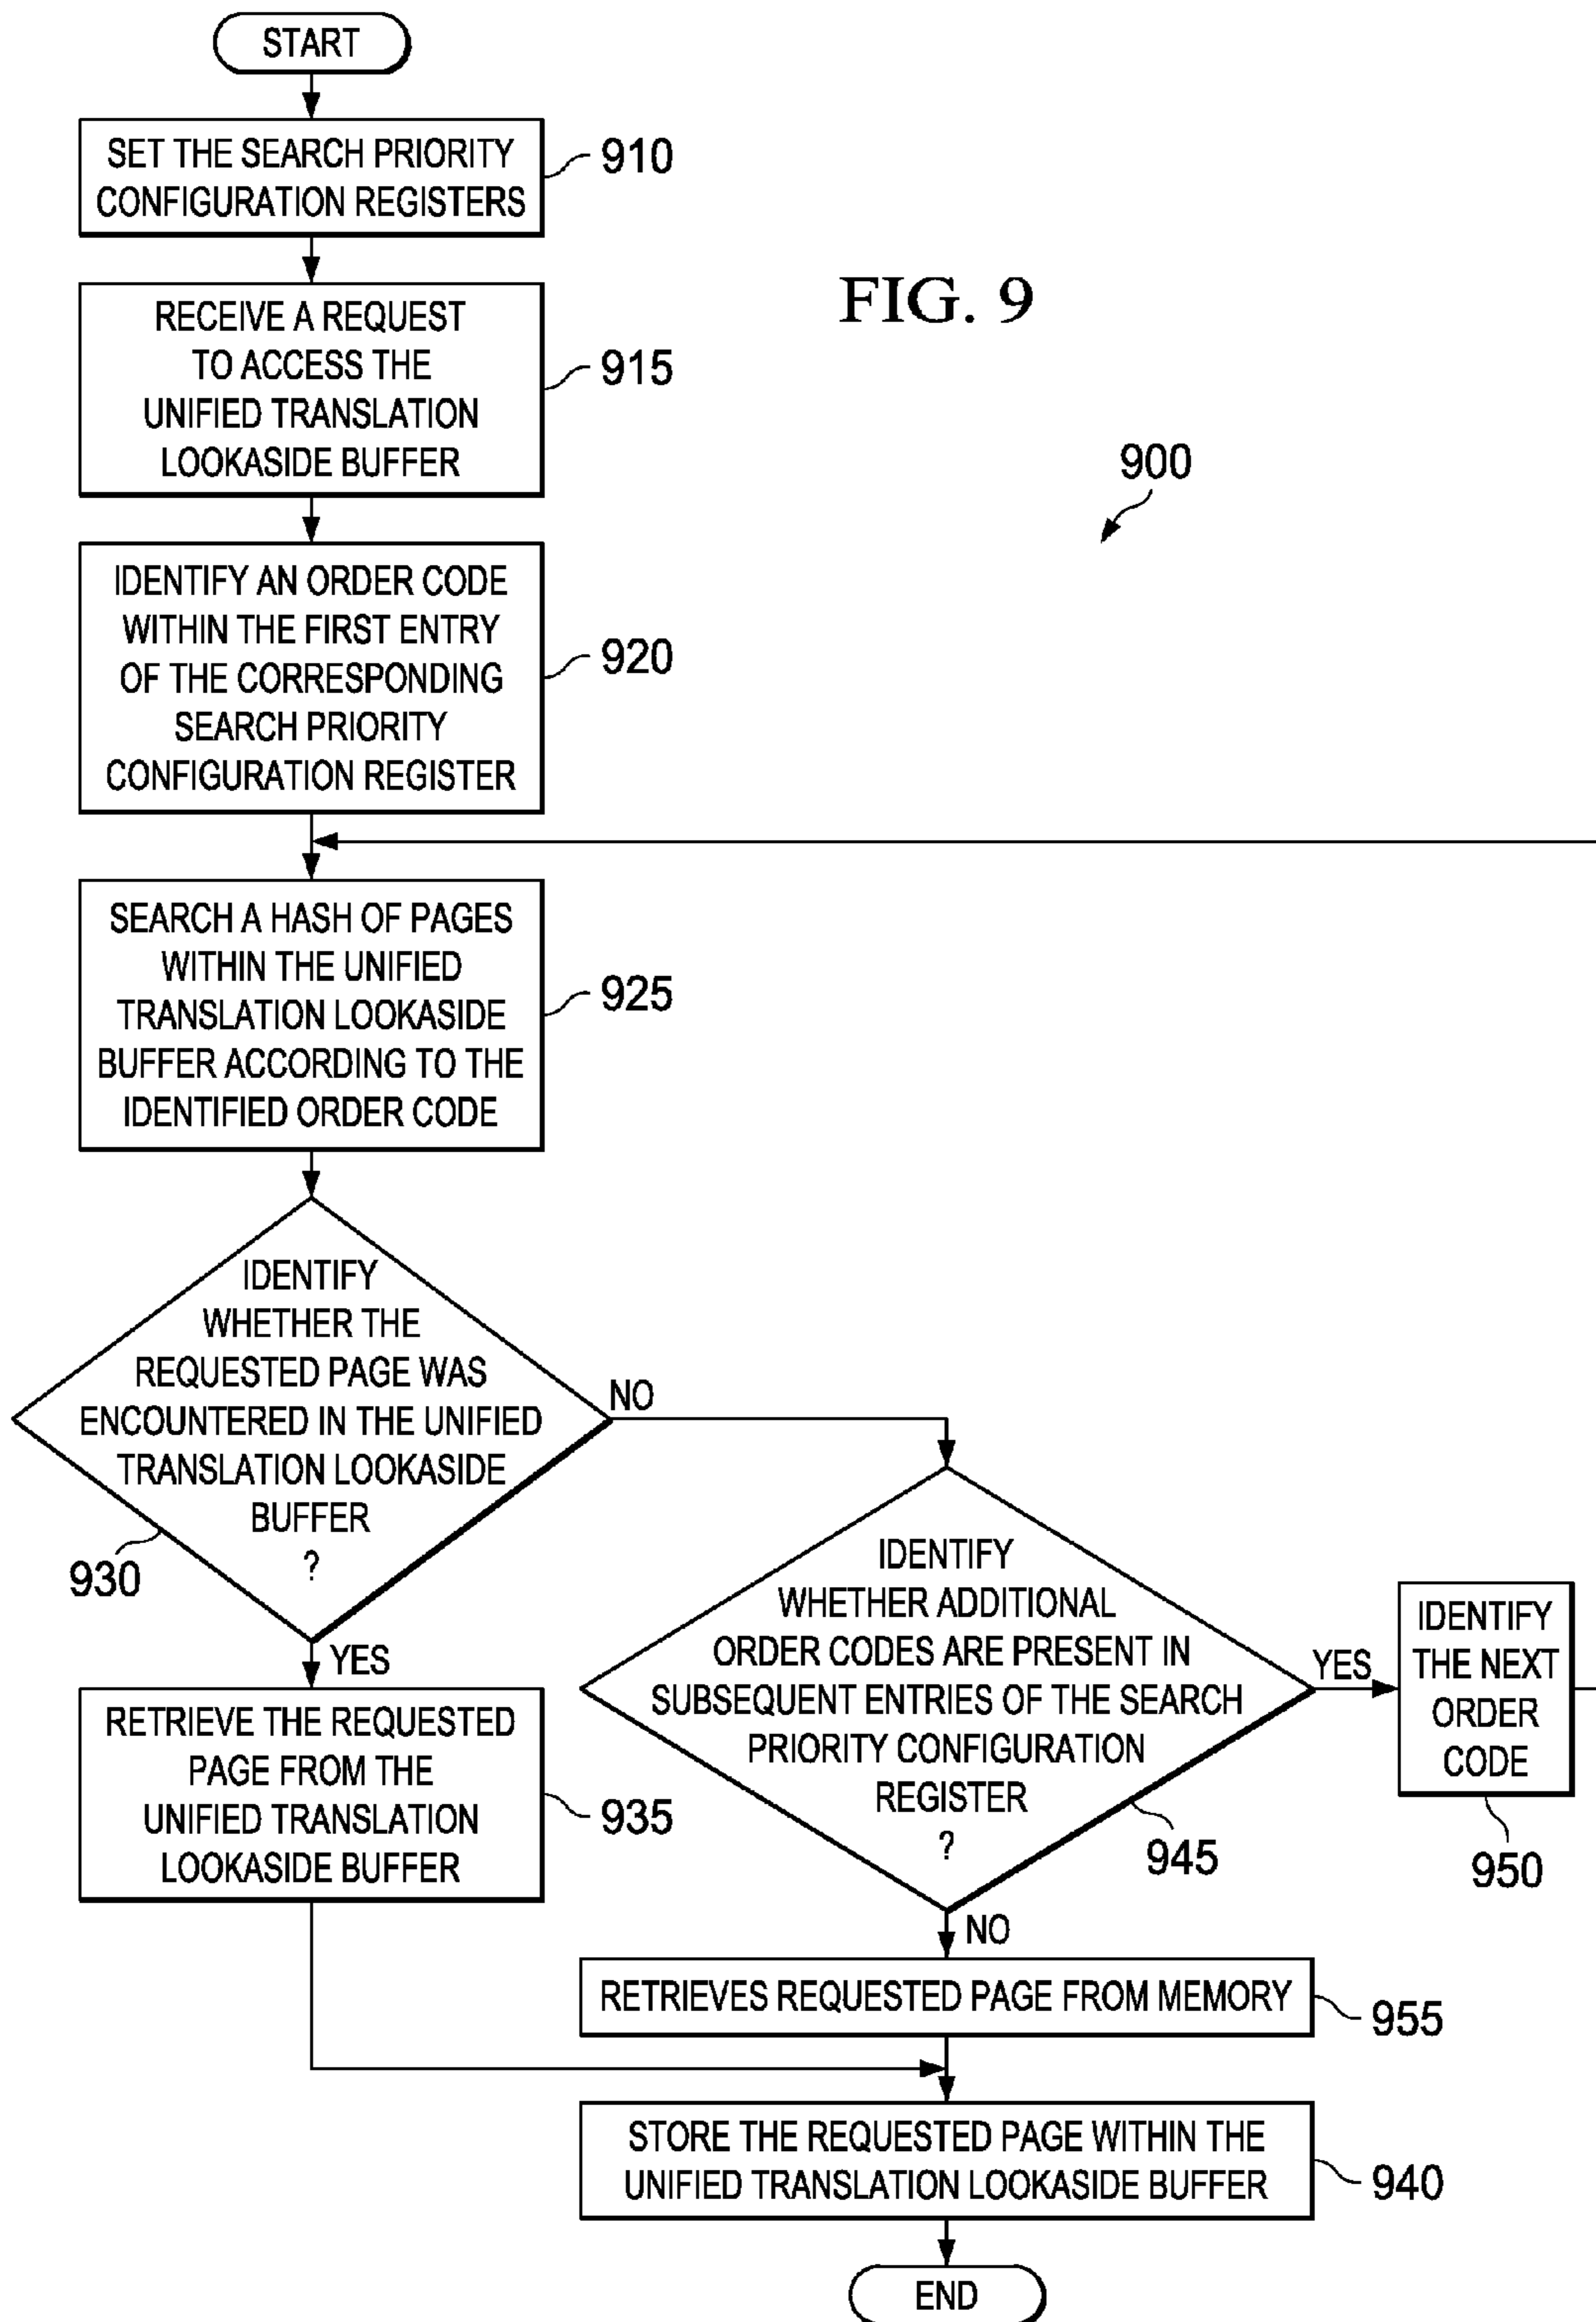 START
SET THE SEARCH PRIORITY
CONFIGURATION REGISTERS
910
RECEIVE A REQUEST
TO ACCESS THE
UNIFIED TRANSLATION
LOOKASIDE BUFFER
915
FIG. 9
900
IDENTIFY AN ORDER CODE
WITHIN THE FIRST ENTRY
OF THE CORRESPONDING
SEARCH PRIORITY
CONFIGURATION REGISTER
920
SEARCH A HASH OF PAGES
WITHIN THE UNIFIED
TRANSLATION LOOKASIDE
BUFFER ACCORDING TO THE
IDENTIFIED ORDER CODE
925
IDENTIFY
WHETHER THE
REQUESTED PAGE WAS
ENCOUNTERED IN THE UNIFIED
TRANSLATION LOOKASIDE
BUFFER
?
930
NO
YES
RETRIEVE THE REQUESTED
PAGE FROM THE
UNIFIED TRANSLATION
LOOKASIDE BUFFER
935
IDENTIFY
WHETHER ADDITIONAL
ORDER CODES ARE PRESENT IN
SUBSEQUENT ENTRIES OF THE SEARCH
PRIORITY CONFIGURATION
REGISTER
?
945
YES
IDENTIFY
THE NEXT
ORDER
CODE
950
NO
RETRIEVES REQUESTED PAGE FROM MEMORY
955
STORE THE REQUESTED PAGE WITHIN THE
UNIFIED TRANSLATION LOOKASIDE BUFFER
940
END